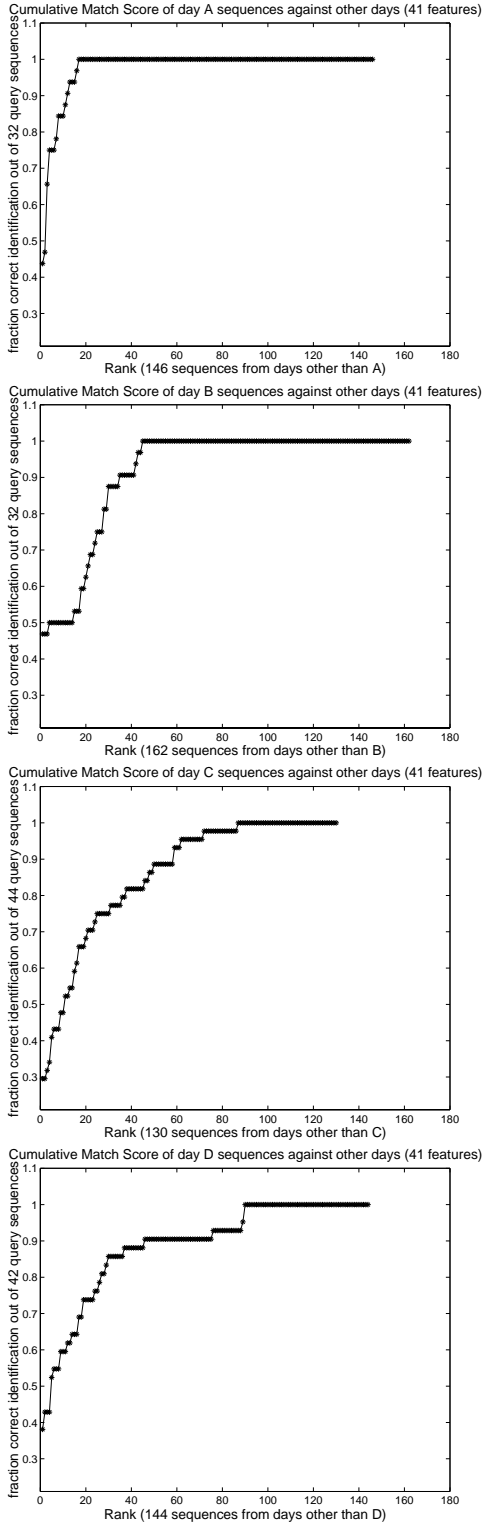 Cumulative Match Score of day A sequences against other days (41 features)
fraction correct identification out of 32 query sequences
1.1
1
0.9
0.8
0.7
0.6
0.5
0.4
0.3
0 20 40 60 80 100 120 140 160 180
Rank (146 sequences from days other than A)
Cumulative Match Score of day B sequences against other days (41 features)
fraction correct identification out of 32 query sequences
1.1
1
0.9
0.8
0.7
0.6
0.5
0.4
0.3
0 20 40 60 80 100 120 140 160 180
Rank (162 sequences from days other than B)
Cumulative Match Score of day C sequences against other days (41 features)
fraction correct identification out of 44 query sequences
1.1
1
0.9
0.8
0.7
0.6
0.5
0.4
0.3
0 20 40 60 80 100 120 140 160 180
Rank (130 sequences from days other than C)
Cumulative Match Score of day D sequences against other days (41 features)
fraction correct identification out of 42 query sequences
1.1
1
0.9
0.8
0.7
0.6
0.5
0.4
0.3
0 20 40 60 80 100 120 140 160 180
Rank (144 sequences from days other than D)